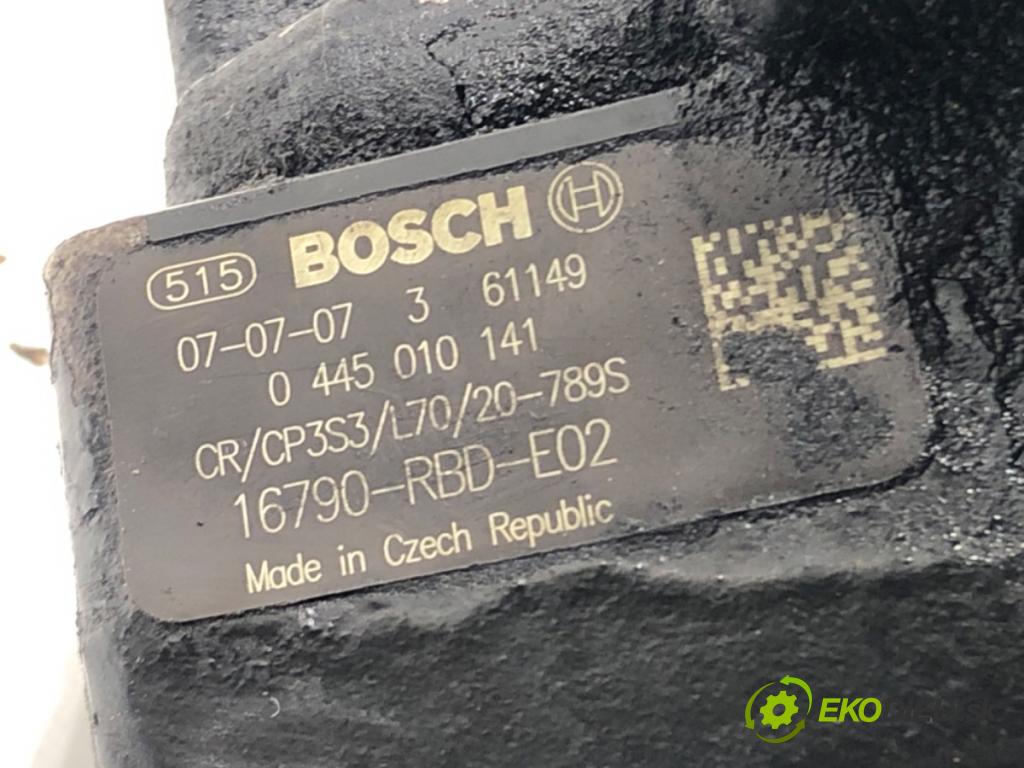 515 BOSCH
07-07-07 3 61149
0 445 010 141
CR/CP3S3/L70/20-789S
16790-RBD-E02
Made in Czech Republic
EKO